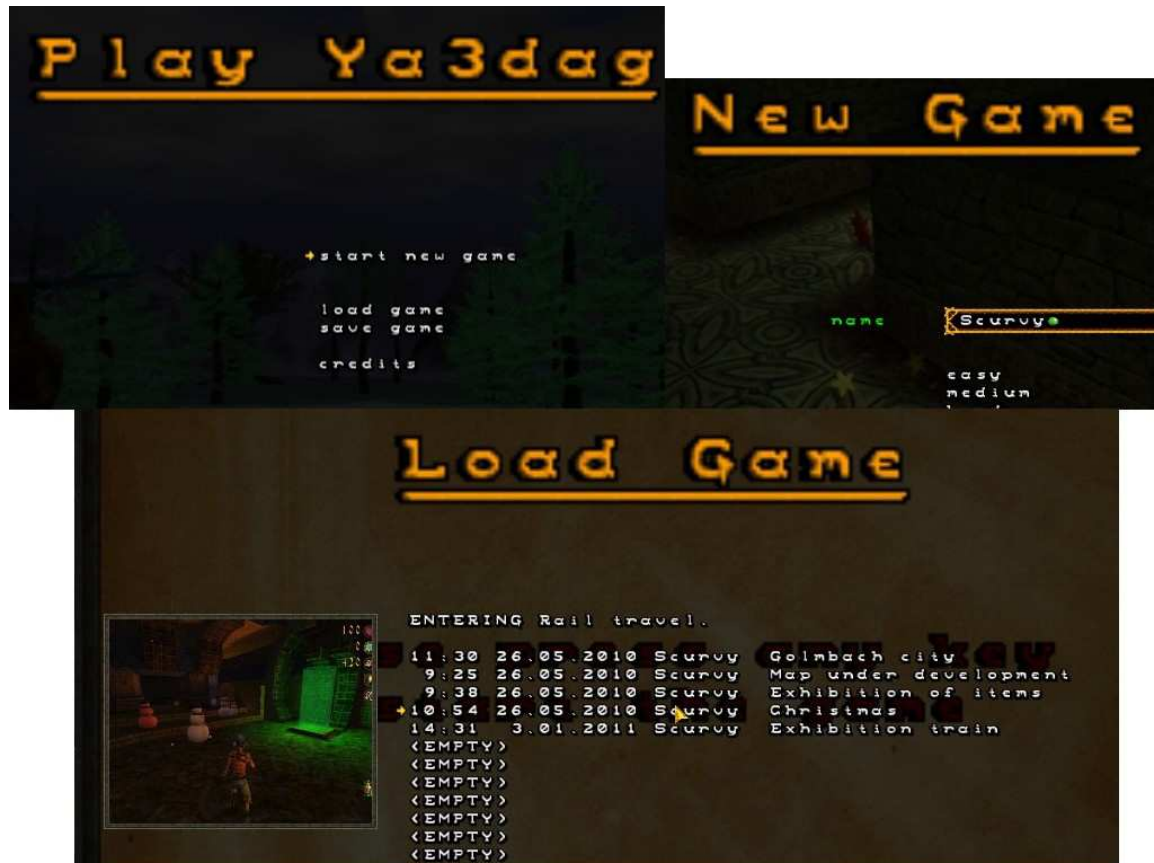 Play Ya3dag
start new game
load game
save game
credits
New Game
name Scurvy
easy
medium
Load Game
ENTERING Rail travel.
11:30 26.05.2010 Scurvy Golmbach city
9:25 26.05.2010 Scurvy Map under development
9:38 26.05.2010 Scurvy Exhibition of items
10:54 26.05.2010 Scurvy Christmas
14:31 3.01.2011 Scurvy Exhibition train
<EMPTY>
<EMPTY>
<EMPTY>
<EMPTY>
<EMPTY>
<EMPTY>
<EMPTY>